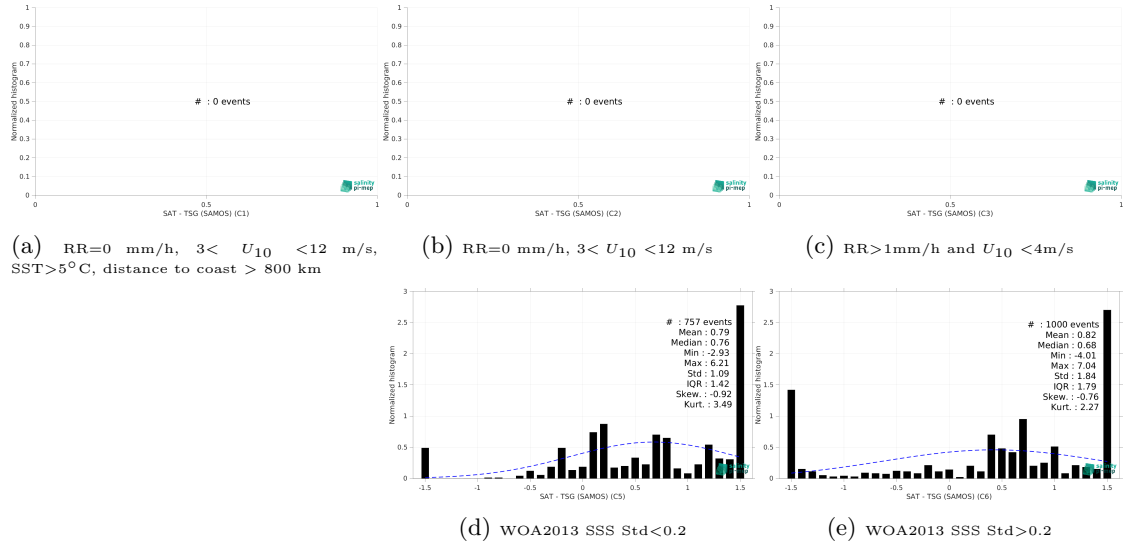 1
0.9
0.8
0.7
0.6
0.5
0.4
0.3
0.2
0.1
0
Normalized histogram
# : 0 events
0 0.5 1
SAT - TSG (SAMOS) (C1)
salinity
pi-mep
1
0.9
0.8
0.7
0.6
0.5
0.4
0.3
0.2
0.1
0
Normalized histogram
# : 0 events
0 0.5 1
SAT - TSG (SAMOS) (C2)
salinity
pi-mep
1
0.9
0.8
0.7
0.6
0.5
0.4
0.3
0.2
0.1
0
Normalized histogram
# : 0 events
0 0.5 1
SAT - TSG (SAMOS) (C3)
salinity
pi-mep
(a) RR=0 mm/h, 3< U10 <12 m/s,
SST>5°C, distance to coast > 800 km
(b) RR=0 mm/h, 3< U10 <12 m/s
(c) RR>1mm/h and U10 <4m/s
3
2.5
2
1.5
1
0.5
0
Normalized histogram
# : 757 events
Mean : 0.79
Median : 0.76
Min : -2.93
Max : 6.21
Std : 1.09
IQR : 1.42
Skew. : -0.92
Kurt. : 3.49
-1.5 -1 -0.5 0 0.5 1 1.5
SAT - TSG (SAMOS) (C5)
salinity
pi-mep
3
2.5
2
1.5
1
0.5
0
Normalized histogram
# : 1000 events
Mean : 0.82
Median : 0.68
Min : -4.01
Max : 7.04
Std : 1.84
IQR : 1.79
Skew. : -0.76
Kurt. : 2.27
-1.5 -1 -0.5 0 0.5 1 1.5
SAT - TSG (SAMOS) (C6)
salinity
pi-mep
(d) WOA2013 SSS Std<0.2
(e) WOA2013 SSS Std>0.2